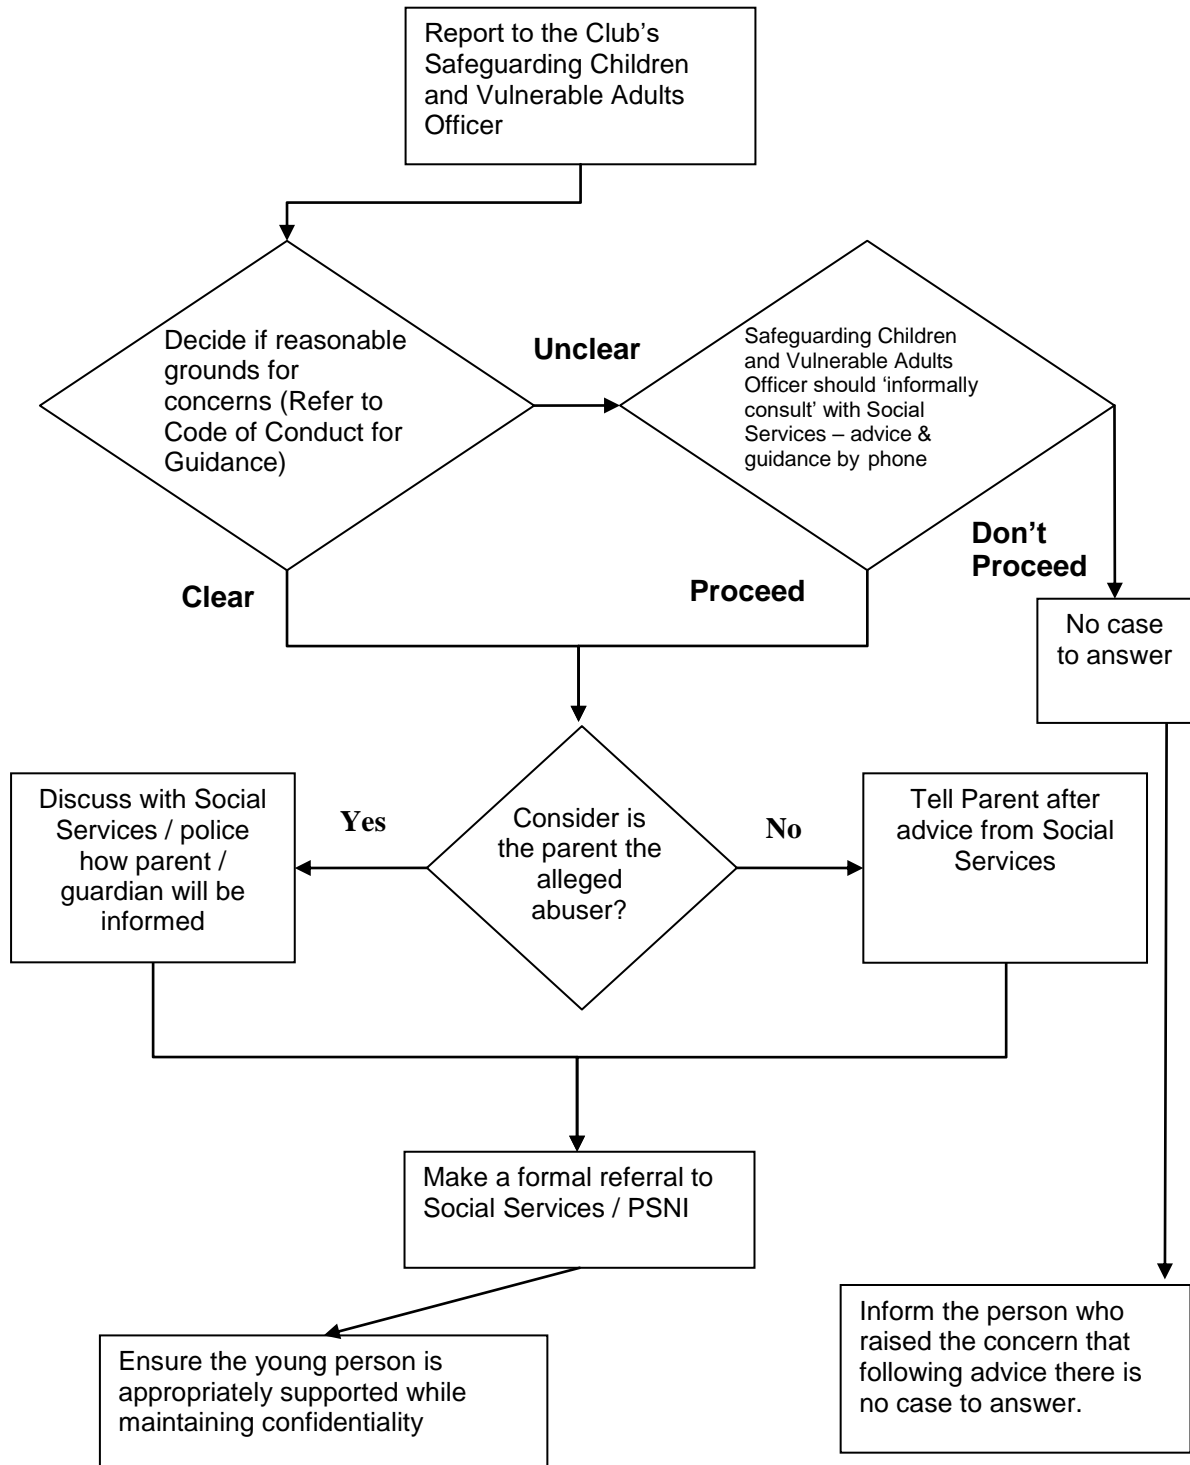 Report to the Club’s
Safeguarding Children
and Vulnerable Adults
Officer
Decide if reasonable
grounds for
concerns (Refer to
Code of Conduct for
Guidance)
Unclear
Safeguarding Children
and Vulnerable Adults
Officer should ‘informally
consult’ with Social
Services – advice &
guidance by phone
Clear
Proceed
Don’t
Proceed
No case
to answer
Discuss with Social
Services / police
how parent /
guardian will be
informed
Yes
Consider is
the parent the
alleged
abuser?
No
Tell Parent after
advice from Social
Services
Make a formal referral to
Social Services / PSNI
Ensure the young person is
appropriately supported while
maintaining confidentiality
Inform the person who
raised the concern that
following advice there is
no case to answer.